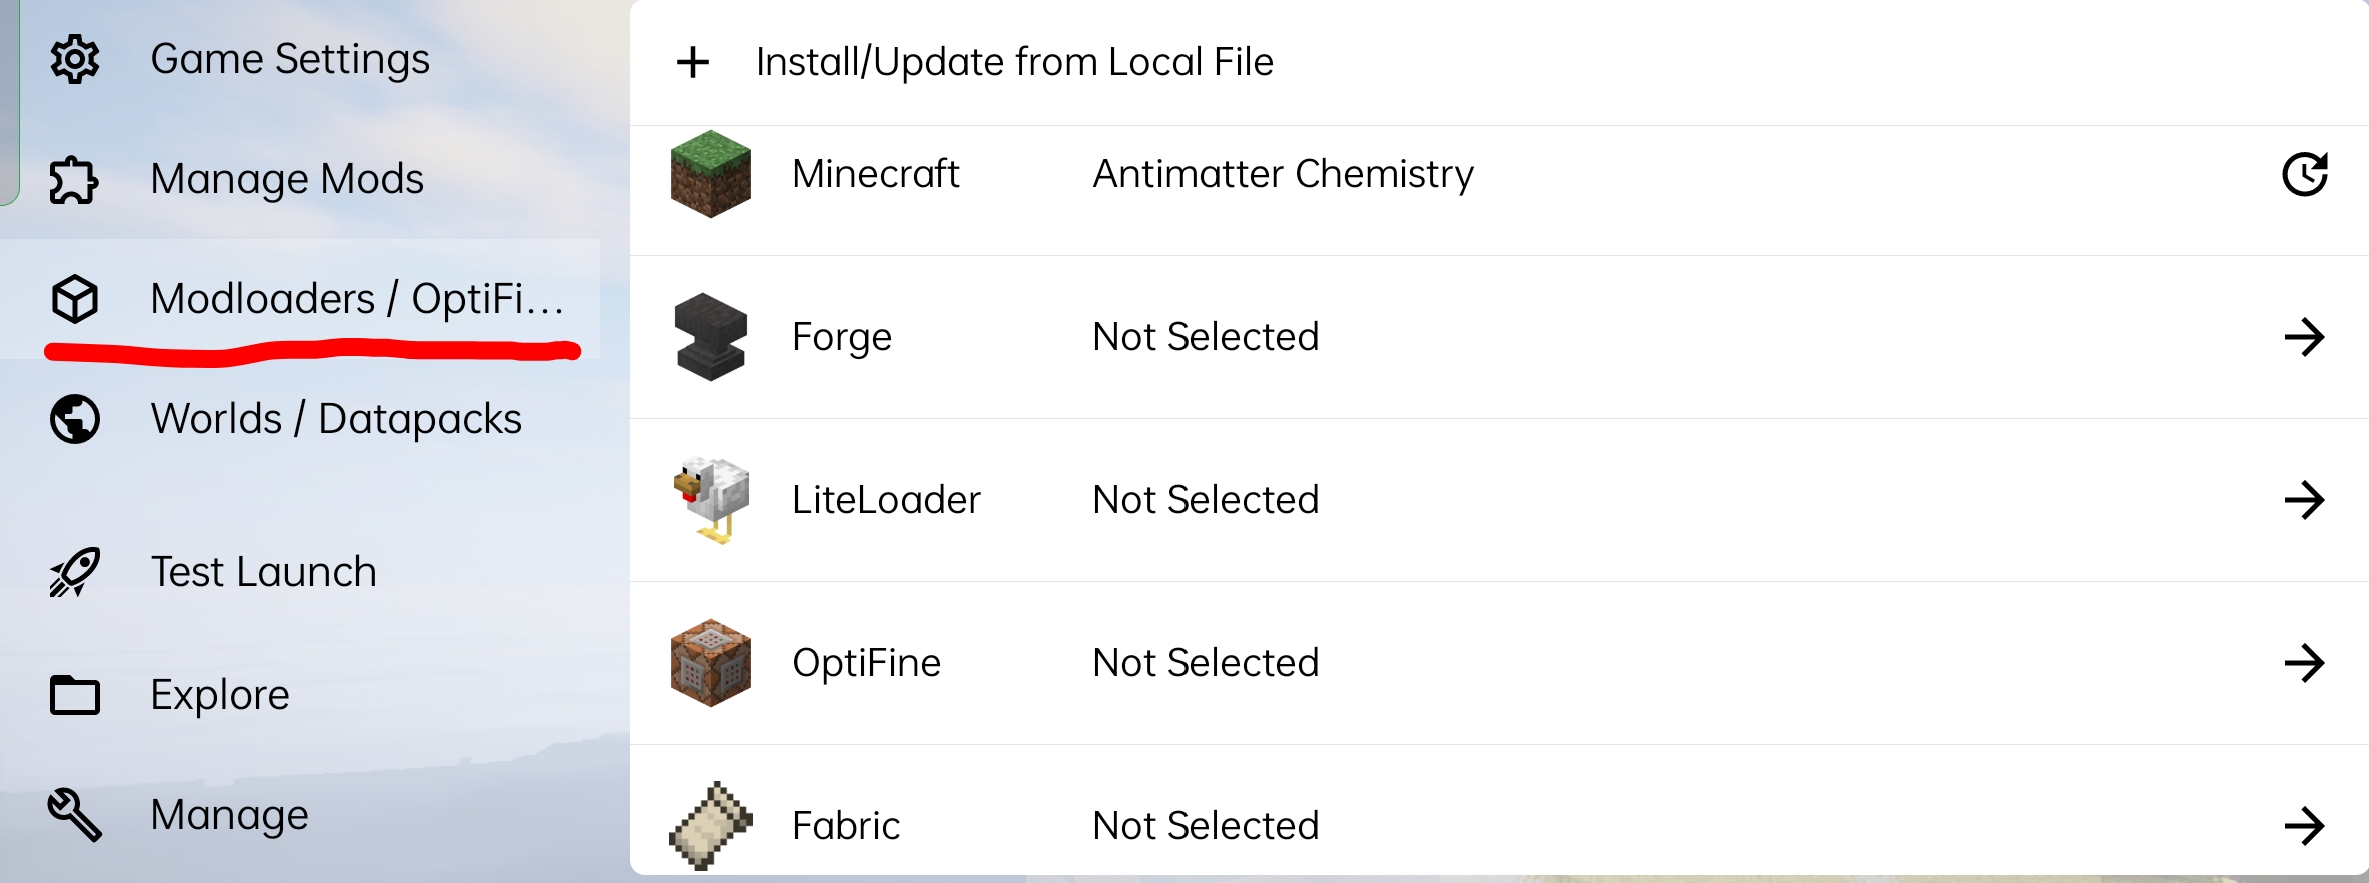 Game Settings
Manage Mods
Modloaders / OptiFi...
Worlds / Datapacks
Test Launch
Explore
Manage
Install/Update from Local File
Minecraft Antimatter Chemistry
Forge Not Selected
LiteLoader Not Selected
OptiFine Not Selected
Fabric Not Selected